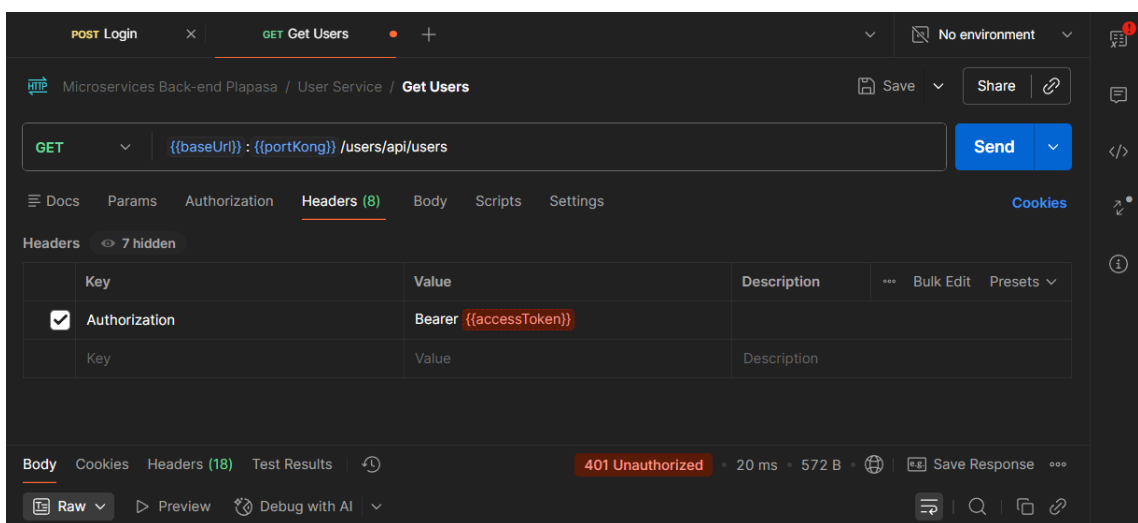 POST Login × GET Get Users No environment
HTTP Microservices Back-end Plapasa / User Service / Get Users Save Share
GET {{baseUrl}} : {{portKong}} /users/api/users Send
Docs Params Authorization Headers (8) Body Scripts Settings Cookies
Headers 7 hidden
Key Value Description Bulk Edit Presets
Authorization Bearer {{accessToken}}
Key Value Description
Body Cookies Headers (18) Test Results 401 Unauthorized 20 ms 572 B e.g. Save Response
Raw Preview Debug with AI